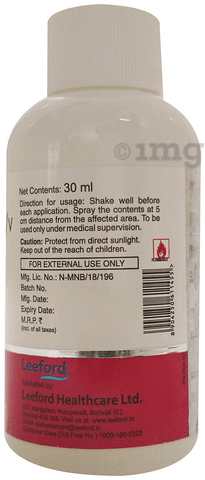 1mg
Net Contents: 30 ml
Direction for usage: Shake well before
each application. Spray the contents at 5
cm distance from the affected area. To be
used only under medical supervision.
Caution: Protect from direct sunlight.
Keep out of the reach of children.
FOR EXTERNAL USE ONLY
Mfg. Lic. No.: N-MNB/18/196
Batch No.
Mfg. Date:
Expiry Date:
M.R.P. ₹
(Incl. of all taxes)
Leeford
Marketed by:
Leeford Healthcare Ltd.